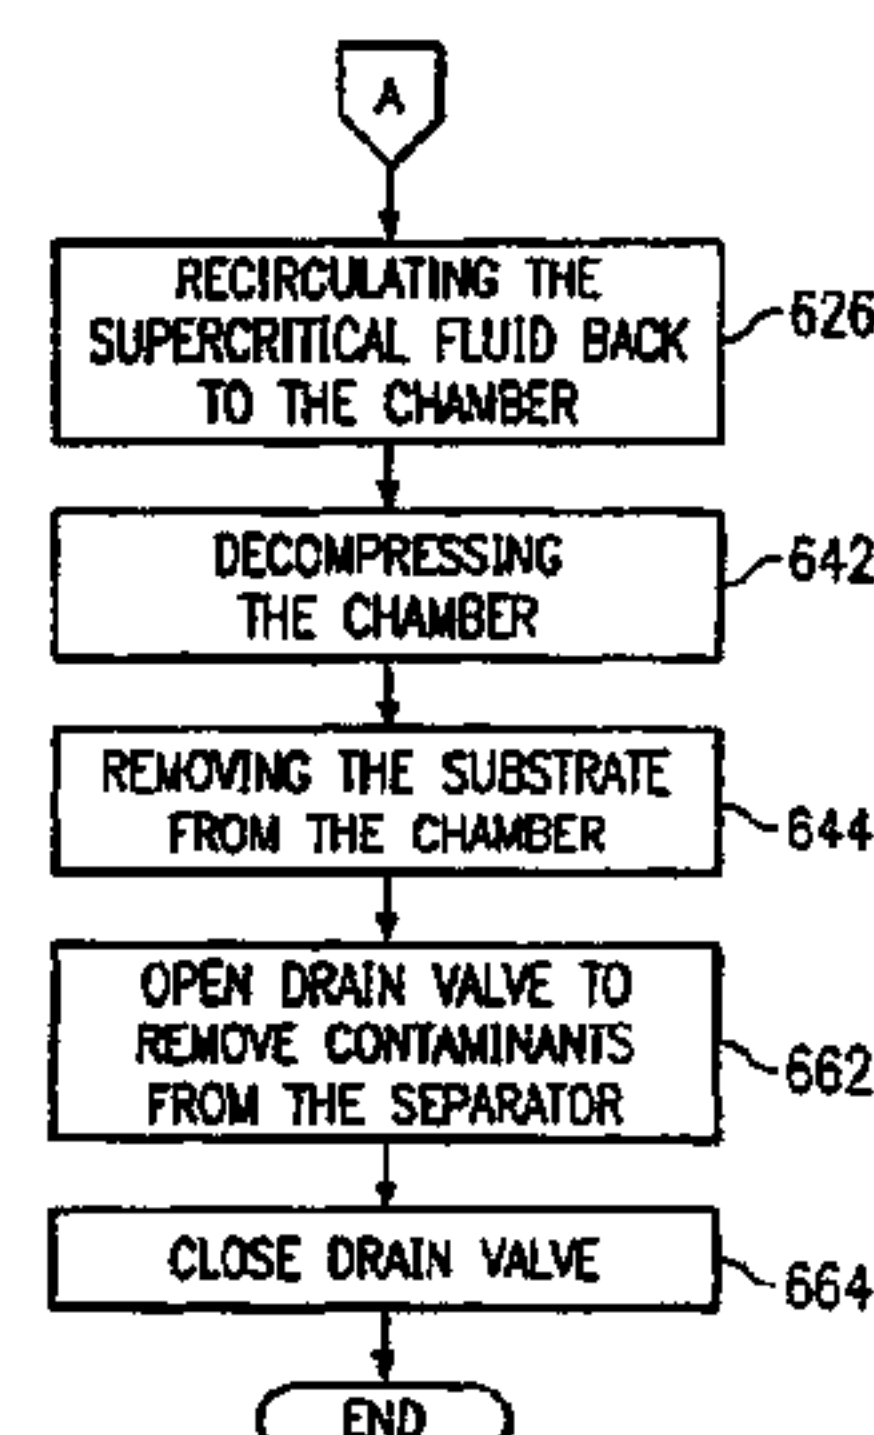 A
RECIRCULATING THE
SUPERCRITICAL FLUID BACK
TO THE CHAMBER
626
DECOMPRESSING
THE CHAMBER
642
REMOVING THE SUBSTRATE
FROM THE CHAMBER
644
OPEN DRAIN VALVE TO
REMOVE CONTAMINANTS
FROM THE SEPARATOR
662
CLOSE DRAIN VALVE
664
END